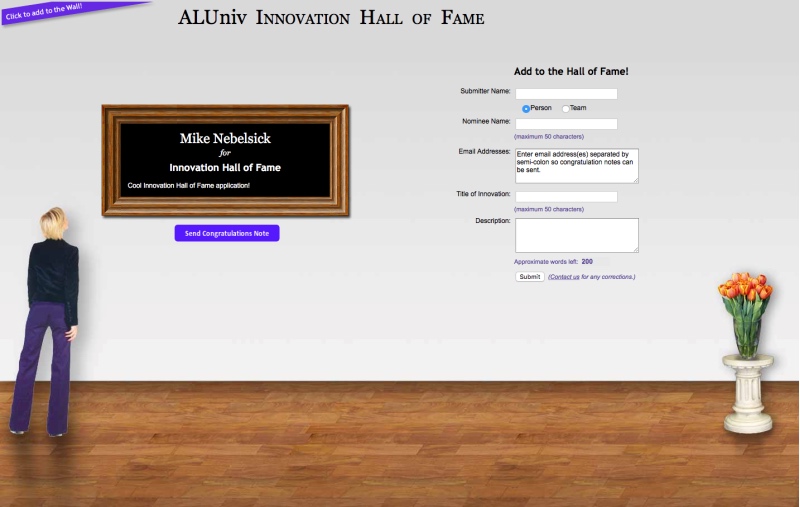 Click to add to the Wall!
ALUniv Innovation Hall of Fame
Mike Nebelsick
for
Innovation Hall of Fame
Cool Innovation Hall of Fame application!
Send Congratulations Note
Add to the Hall of Fame!
Submitter Name:
Person Team
Nominee Name:
(maximum 50 characters)
Email Addresses:
Enter email address(es) separated by
semi-colon so congratulation notes can
be sent.
Title of Innovation:
(maximum 50 characters)
Description:
Approximate words left: 200
Submit (Contact us for any corrections.)